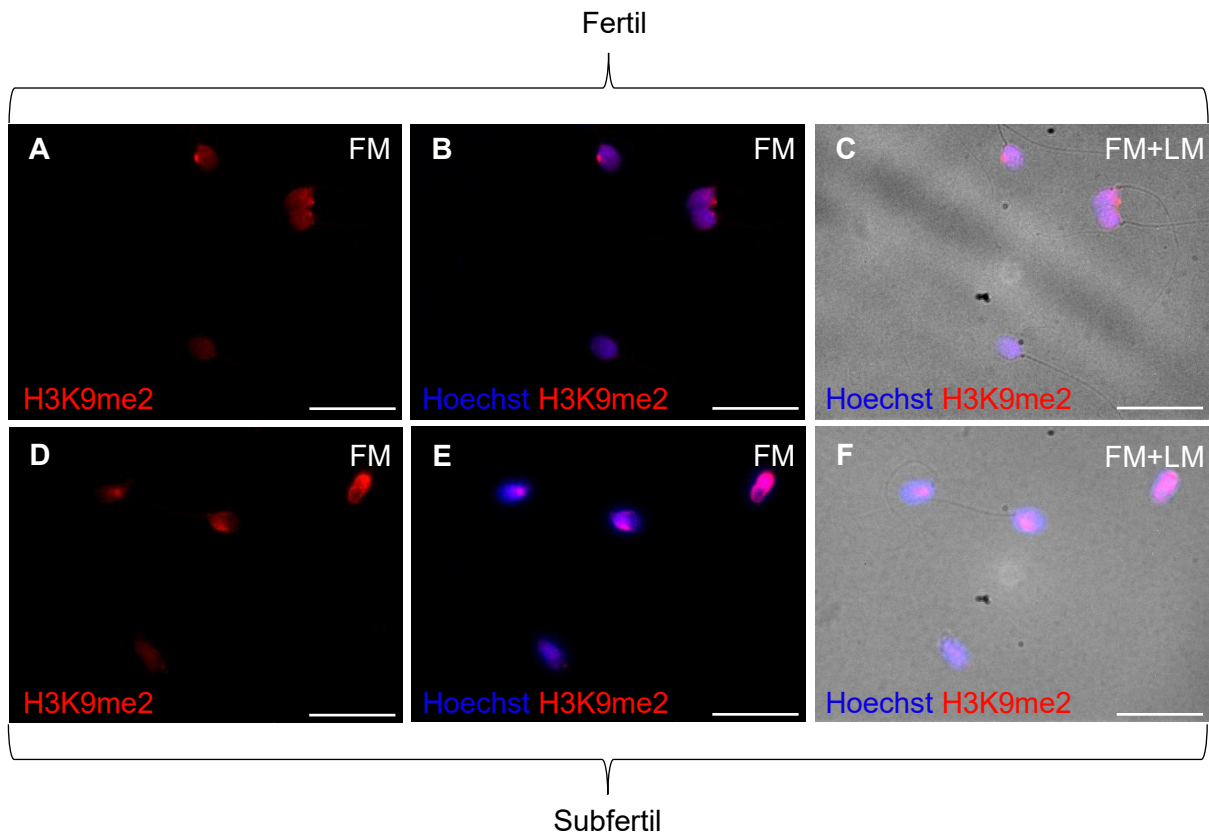 Fertil
A FM
B FM
C FM+LM
H3K9me2
Hoechst H3K9me2
Hoechst H3K9me2
D FM
E FM
F FM+LM
H3K9me2
Hoechst H3K9me2
Hoechst H3K9me2
Subfertil